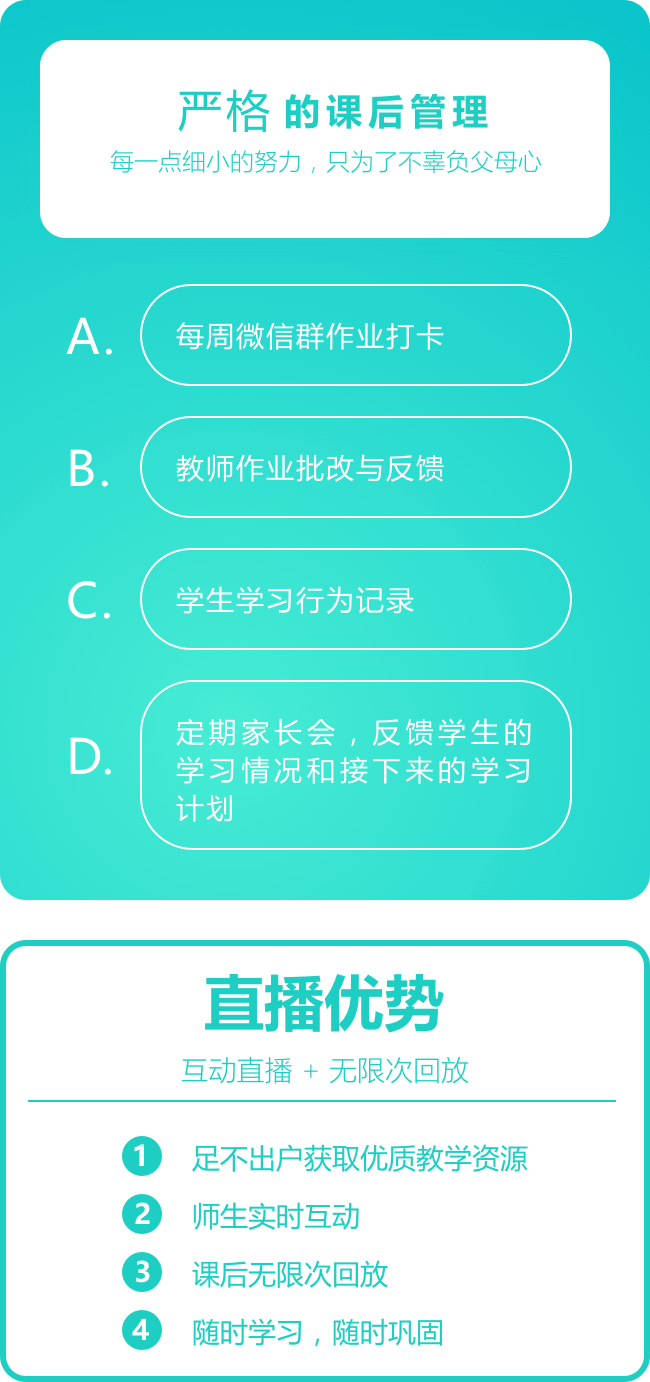 严格的课后管理
每一点细小的努力，只为了不辜负父母心
A. 每周微信群作业打卡
B. 教师作业批改与反馈
C. 学生学习行为记录
D. 定期家长会，反馈学生的
学习情况和接下来的学习
计划
直播优势
互动直播 + 无限次回放
1 足不出户获取优质教学资源
2 师生实时互动
3 课后无限次回放
4 随时学习，随时巩固